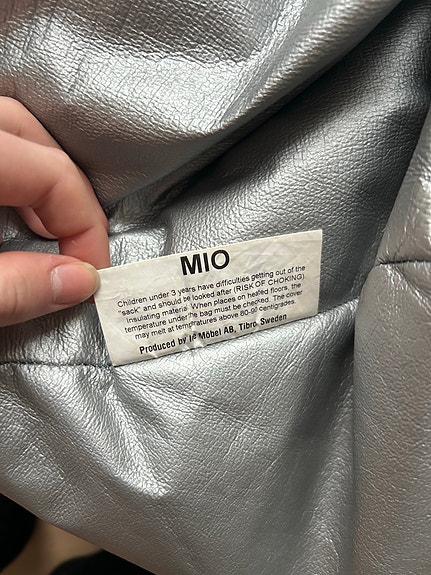 MIO
Children under 3 years have difficulties getting out of the
"sack" and should be looked after (RISK OF CHOKING).
insulating material. When places on heated floors, the
temperature under the bag must be checked. The cover
may melt at temperatures above 80-90 centigrades.
Produced by Möbel AB, Tibro, Sweden